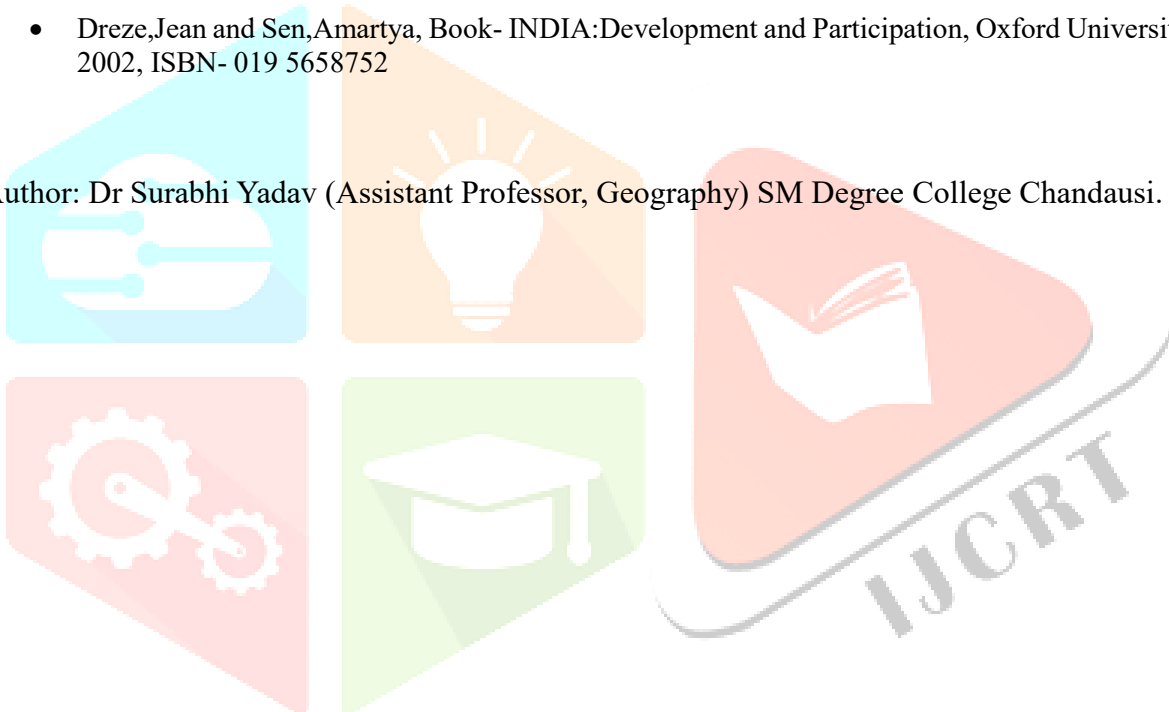 • Dreze,Jean and Sen,Amartya, Book- INDIA:Development and Participation, Oxford Universit
2002, ISBN- 019 5658752
uthor: Dr Surabhi Yadav (Assistant Professor, Geography) SM Degree College Chandausi.
IJCRT